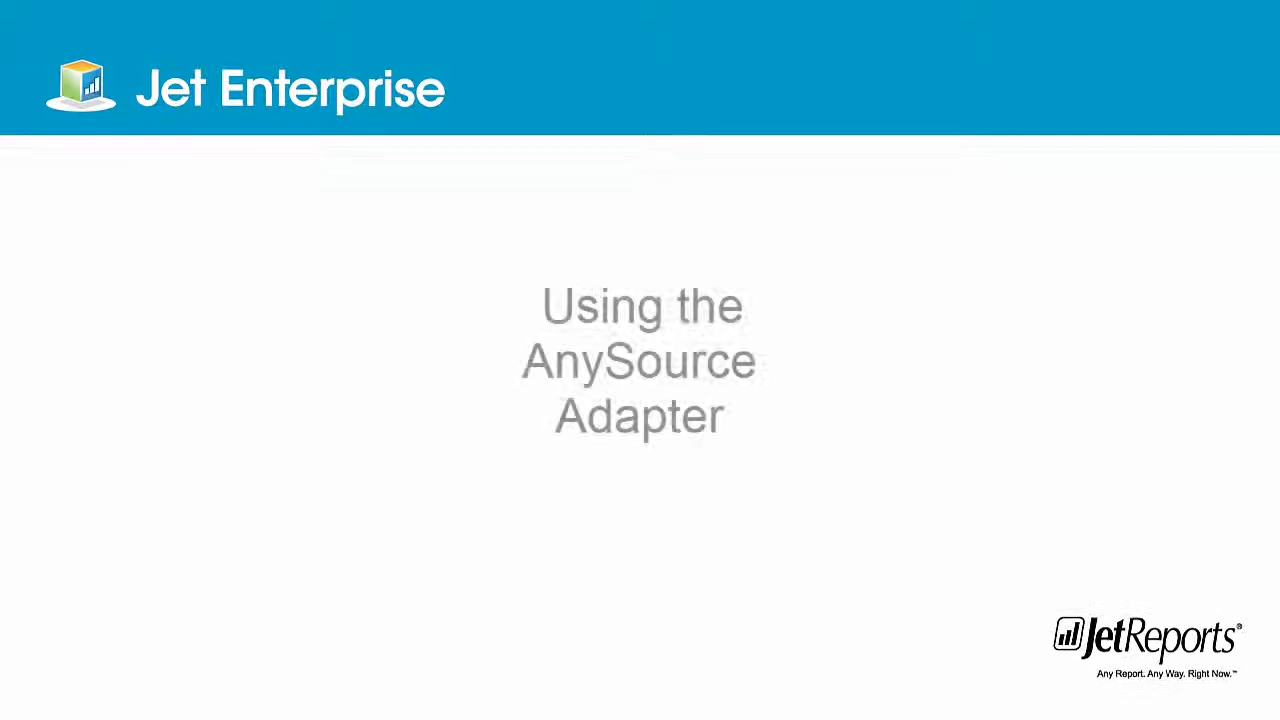 Jet Enterprise
Using the
AnySource
Adapter
JetReports®
Any Report. Any Way. Right Now.™